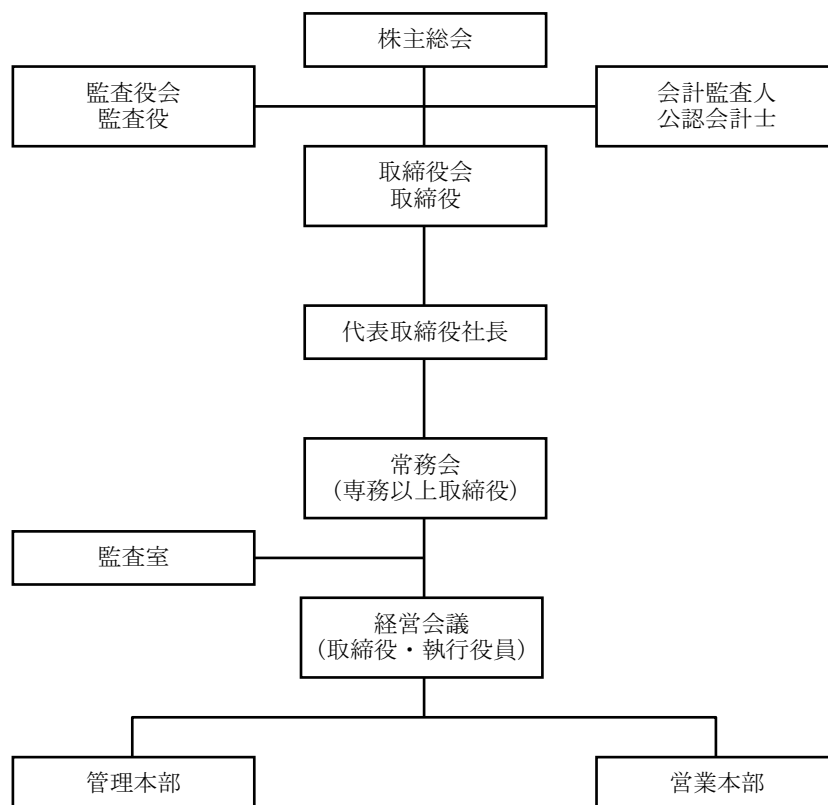 株主総会
監査役会
監査役
会計監査人
公認会計士
取締役会
取締役
代表取締役社長
常務会
（専務以上取締役）
監査室
経営会議
（取締役・執行役員）
管理本部
営業本部